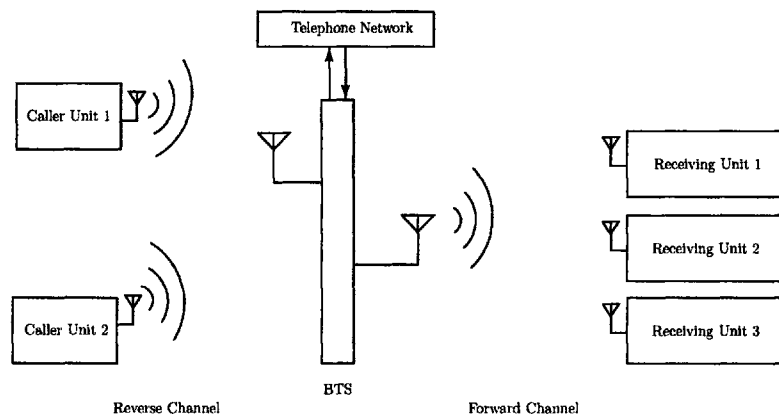 Telephone Network
Caller Unit 1
Receiving Unit 1
Receiving Unit 2
Caller Unit 2
Receiving Unit 3
BTS
Reverse Channel
Forward Channel